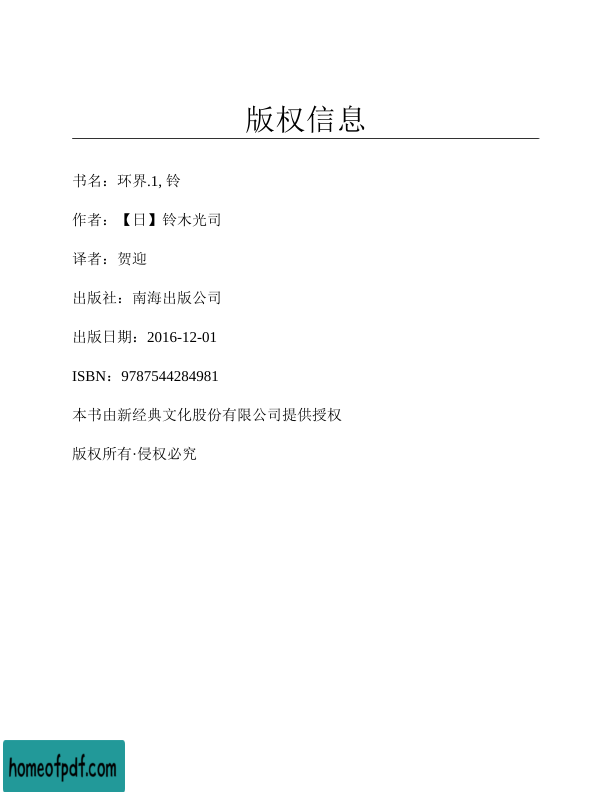 版权信息
书名：环界.1, 铃
作者：【日】铃木光司
译者：贺迎
出版社：南海出版公司
出版日期：2016-12-01
ISBN：9787544284981
本书由新经典文化股份有限公司提供授权
版权所有·侵权必究
homeofpdf.com